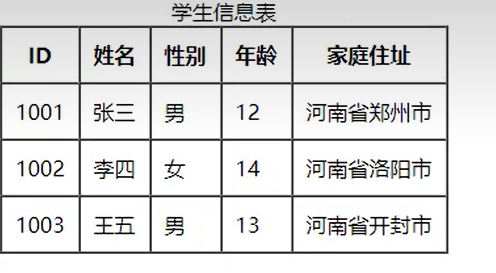 学生信息表
ID 姓名 性别 年龄 家庭住址
1001 张三 男 12 河南省郑州市
1002 李四 女 14 河南省洛阳市
1003 王五 男 13 河南省开封市